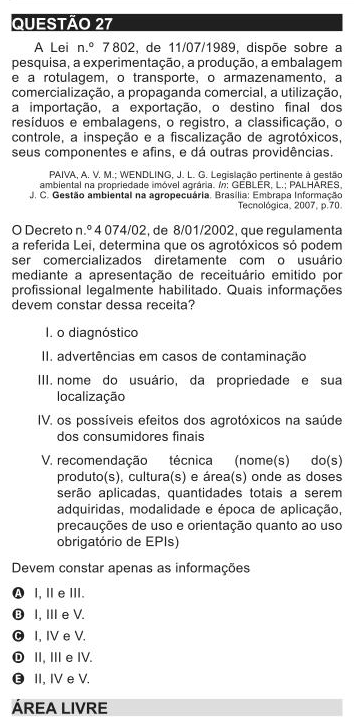 QUESTÃO 27
A Lei n.º 7 802, de 11/07/1989, dispõe sobre a
pesquisa, a experimentação, a produção, a embalagem
e a rotulagem, o transporte, o armazenamento, a
comercialização, a propaganda comercial, a utilização,
a importação, a exportação, o destino final dos
resíduos e embalagens, o registro, a classificação, o
controle, a inspeção e a fiscalização de agrotóxicos,
seus componentes e afins, e dá outras providências.
PAIVA, A. V. M.; WENDLING, J. L. G. Legislação pertinente á gestão
ambiental na propriedade imóvel agrária. In: GEBLER, L.; PALHARES,
J. C. Gestão ambiental na agropecuária. Brasília: Embrapa Informação
Tecnológica, 2007, p.70.
O Decreto n.º 4 074/02, de 8/01/2002, que regulamenta
a referida Lei, determina que os agrotóxicos só podem
ser comercializados diretamente com o usuário
mediante a apresentação de receituário emitido por
profissional legalmente habilitado. Quais informações
devem constar dessa receita?
I. o diagnóstico
II. advertências em casos de contaminação
III. nome do usuário, da propriedade e sua
localização
IV. os possíveis efeitos dos agrotóxicos na saúde
dos consumidores finais
V. recomendação técnica (nome(s) do(s)
produto(s), cultura(s) e área(s) onde as doses
serão aplicadas, quantidades totais a serem
adquiridas, modalidade e época de aplicação,
precauções de uso e orientação quanto ao uso
obrigatório de EPIs)
Devem constar apenas as informações
A I, II e III.
B I, III e V.
C I, IV e V.
D II, III e IV.
E II, IV e V.
ÁREA LIVRE